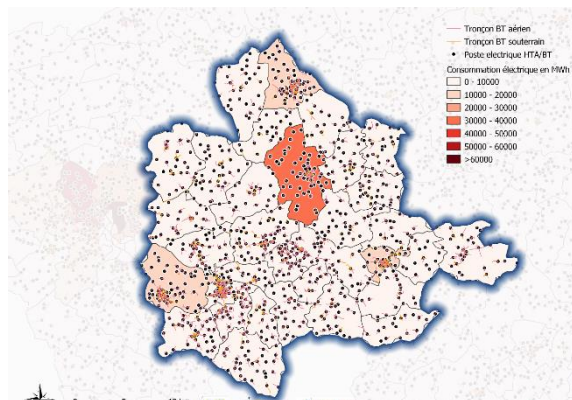 Tronçon BT aérien
Tronçon BT souterrain
Poste electrique HTA/BT
Consommation électrique en MWh
0 - 10000
10000 - 20000
20000 - 30000
30000 - 40000
40000 - 50000
50000 - 60000
>60000